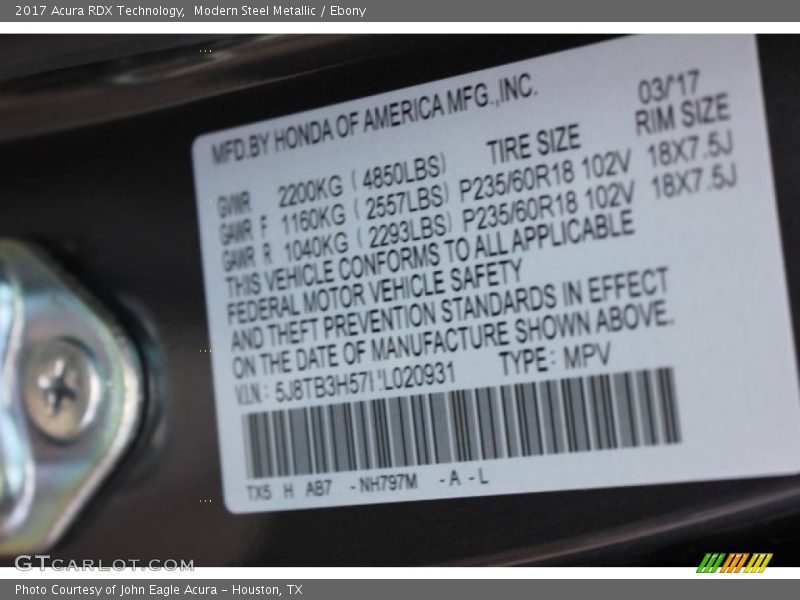 2017 Acura RDX Technology, Modern Steel Metallic / Ebony
MFD.BY HONDA OF AMERICA MFG.,INC. 03/'17
TIRE SIZE RIM SIZE
GVWR 2200KG ( 4850LBS)
GAWR F 1160KG ( 2557LBS) P235/60R18 102V 18X7.5J
GAWR R 1040KG ( 2293LBS) P235/60R18 102V 18X7.5J
THIS VEHICLE CONFORMS TO ALL APPLICABLE
FEDERAL MOTOR VEHICLE SAFETY
AND THEFT PREVENTION STANDARDS IN EFFECT
ON THE DATE OF MANUFACTURE SHOWN ABOVE.
V.I.N.: TYPE: MPV
TX5 H AB7 - NH797M - A - L
GTCARLOT.COM
Photo Courtesy of John Eagle Acura - Houston, TX